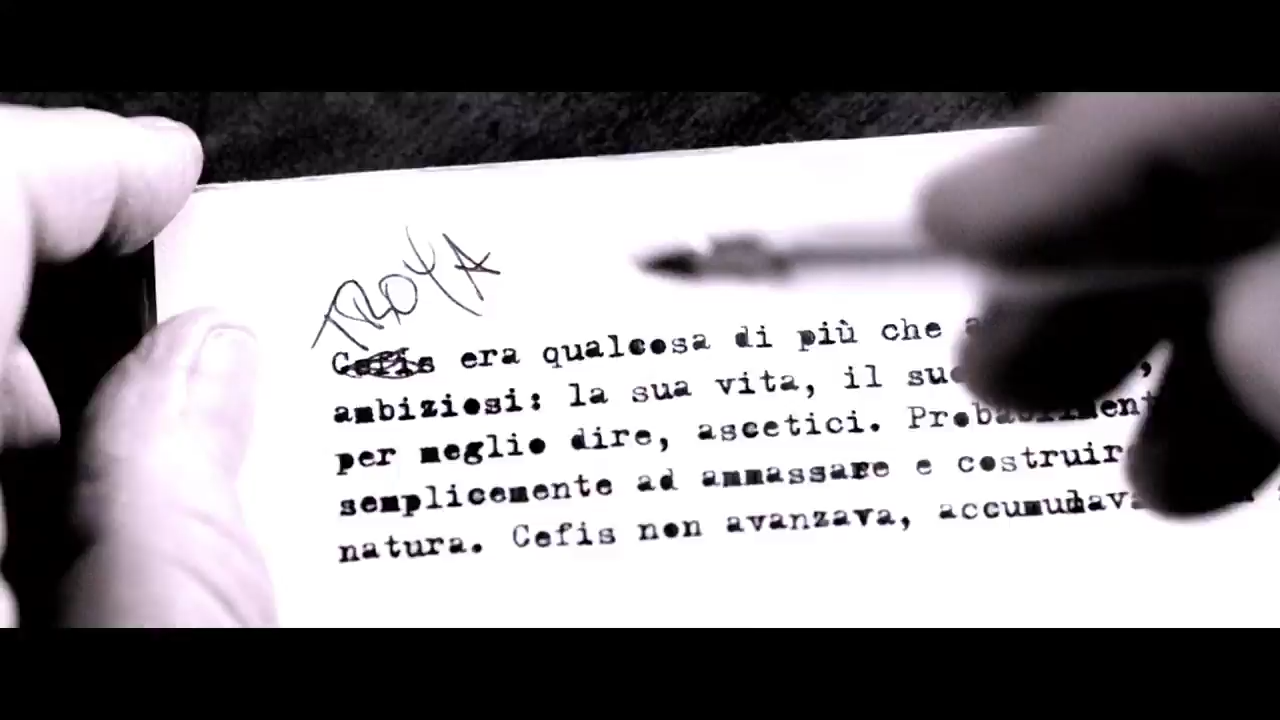 TROYA
Cefis era qualcosa di più che
ambiziosi: la sua vita, il suo
per meglio dire, ascetici. Probabilment
semplicemente ad ammassare e costruir
natura. Cefis non avanzava, accumulava